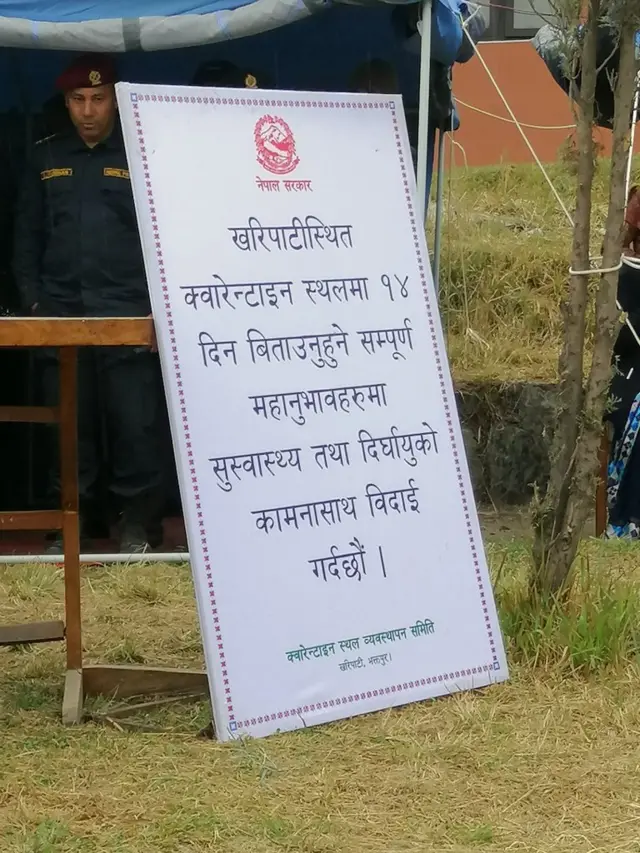 नेपाल सरकार
खरिपाटीस्थित
क्वारेन्टाइन स्थलमा १४
दिन बिताउनुहुने सम्पूर्ण
महानुभावहरुमा
सुस्वास्थ्य तथा दिर्घायुको
कामनासाथ विदाई
गर्दछौं ।
क्वारेन्टाइन स्थल व्यवस्थापन समिति
खरिपाटी, भक्तपुर।